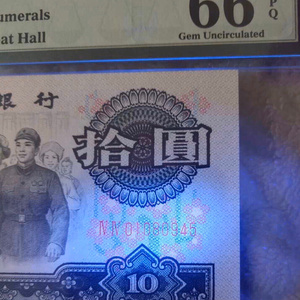 umerals
at Hall
66 P
Q
Gem Uncirculated
银行
拾圓
10